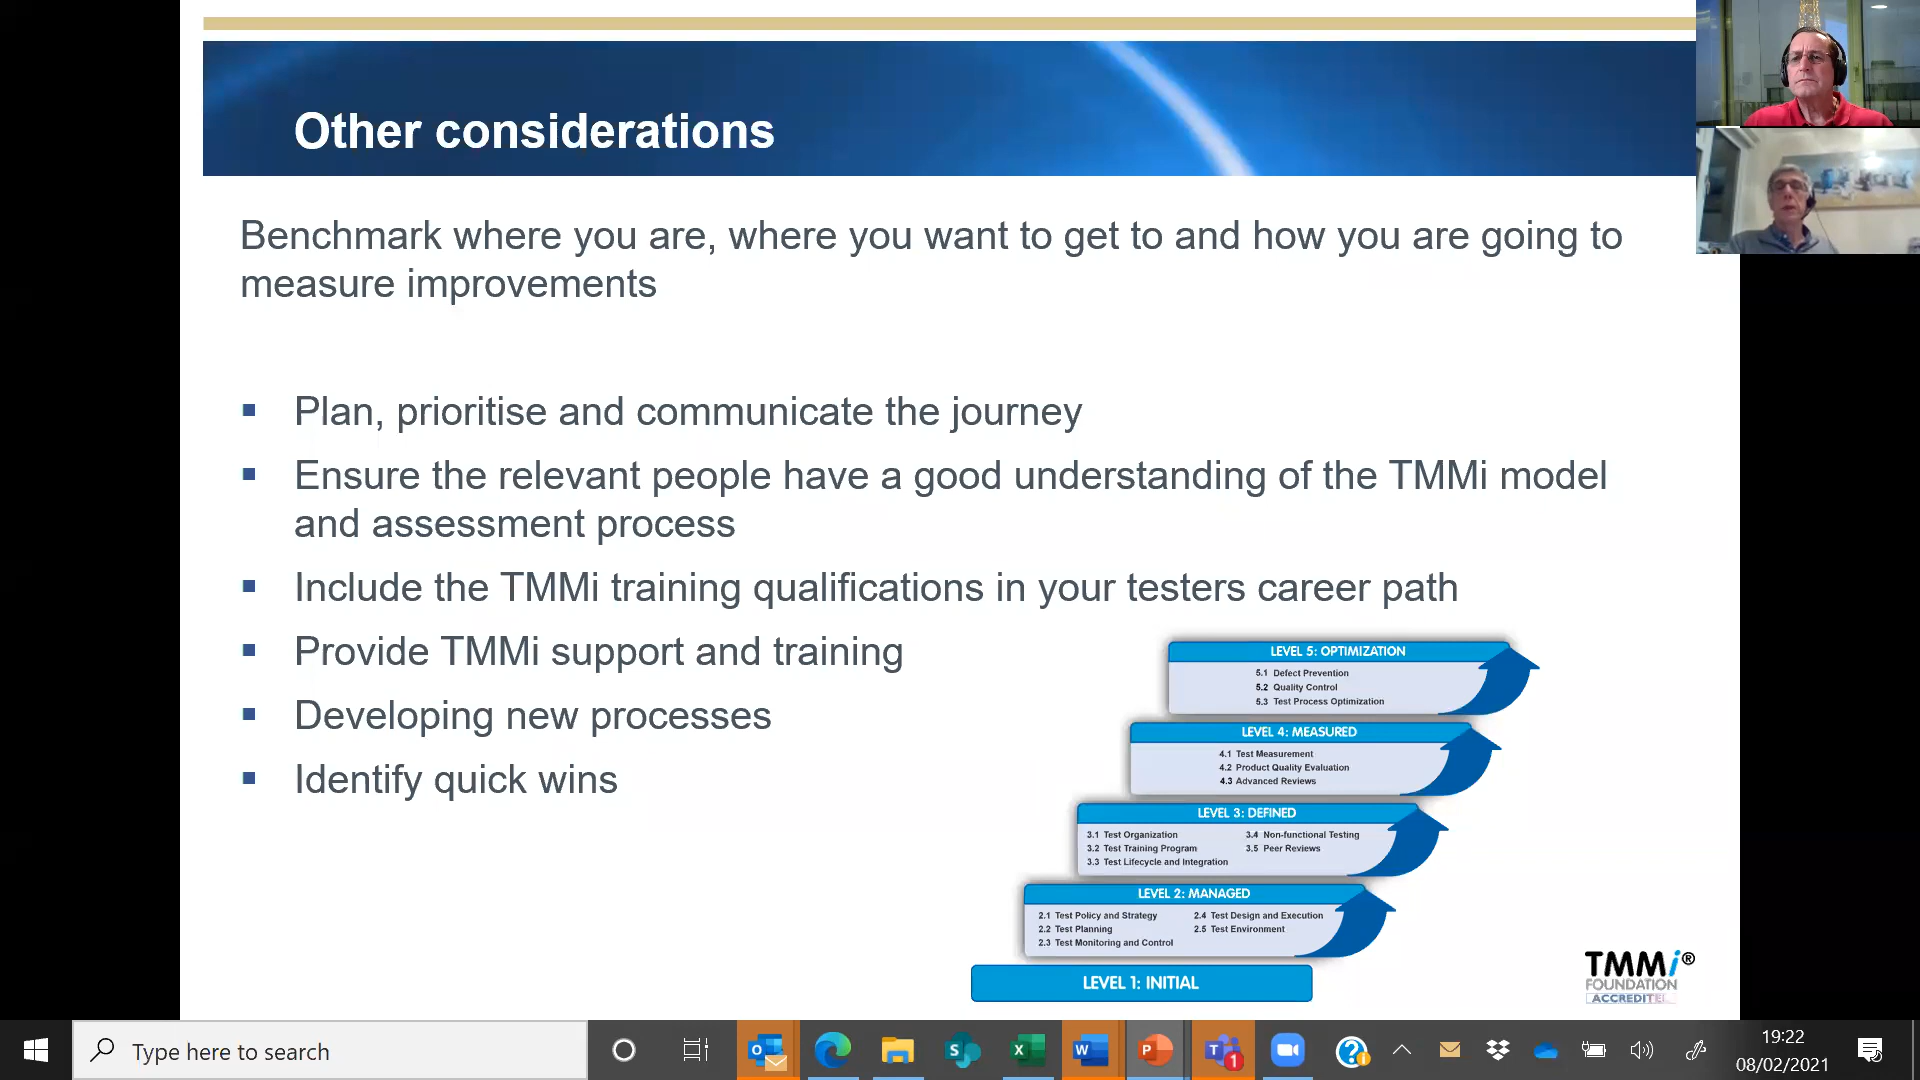 Other considerations
Benchmark where you are, where you want to get to and how you are going to
measure improvements
Plan, prioritise and communicate the journey
Ensure the relevant people have a good understanding of the TMMi model
and assessment process
Include the TMMi training qualifications in your testers career path
Provide TMMi support and training
Developing new processes
Identify quick wins
LEVEL 5: OPTIMIZATION
5.1 Defect Prevention
5.2 Quality Control
5.3 Test Process Optimization
LEVEL 4: MEASURED
4.1 Test Measurement
4.2 Product Quality Evaluation
4.3 Advanced Reviews
LEVEL 3: DEFINED
3.1 Test Organization
3.2 Test Training Program
3.3 Test Lifecycle and Integration
3.4 Non-functional Testing
3.5 Peer Reviews
LEVEL 2: MANAGED
2.1 Test Policy and Strategy
2.2 Test Planning
2.3 Test Monitoring and Control
2.4 Test Design and Execution
2.5 Test Environment
LEVEL 1: INITIAL
TMMi®
FOUNDATION
Type here to search
1
19:22
08/02/2021